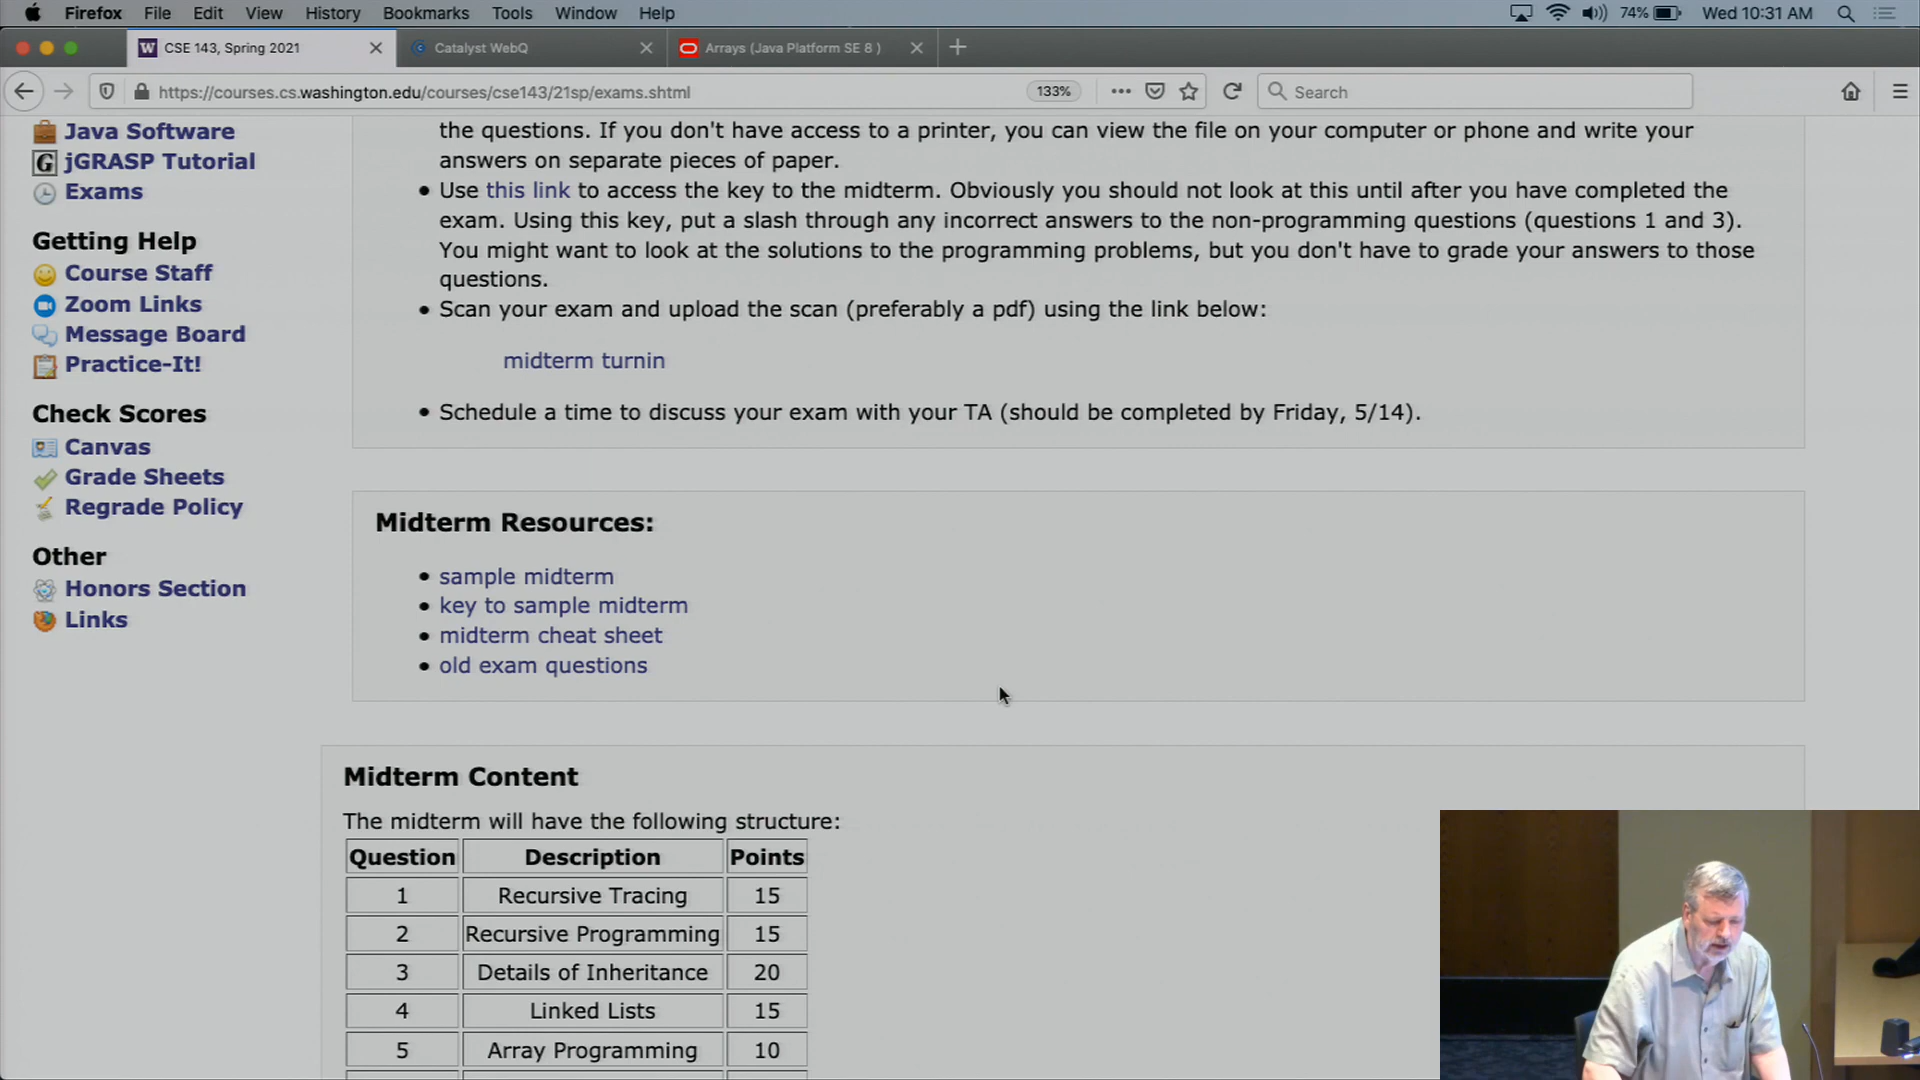 Firefox File Edit View History Bookmarks Tools Window Help 74% Wed 10:31 AM
CSE 143, Spring 2021 Catalyst WebQ Arrays (Java Platform SE 8 )
https://courses.cs.washington.edu/courses/cse143/21sp/exams.shtml 133% Search
Java Software
jGRASP Tutorial
Exams
Getting Help
Course Staff
Zoom Links
Message Board
Practice-It!
Check Scores
Canvas
Grade Sheets
Regrade Policy
Other
Honors Section
Links
the questions. If you don't have access to a printer, you can view the file on your computer or phone and write your
answers on separate pieces of paper.
Use this link to access the key to the midterm. Obviously you should not look at this until after you have completed the
exam. Using this key, put a slash through any incorrect answers to the non-programming questions (questions 1 and 3).
You might want to look at the solutions to the programming problems, but you don't have to grade your answers to those
questions.
Scan your exam and upload the scan (preferably a pdf) using the link below:
midterm turnin
Schedule a time to discuss your exam with your TA (should be completed by Friday, 5/14).
Midterm Resources:
sample midterm
key to sample midterm
midterm cheat sheet
old exam questions
Midterm Content
The midterm will have the following structure:
Question Description Points
1 Recursive Tracing 15
2 Recursive Programming 15
3 Details of Inheritance 20
4 Linked Lists 15
5 Array Programming 10